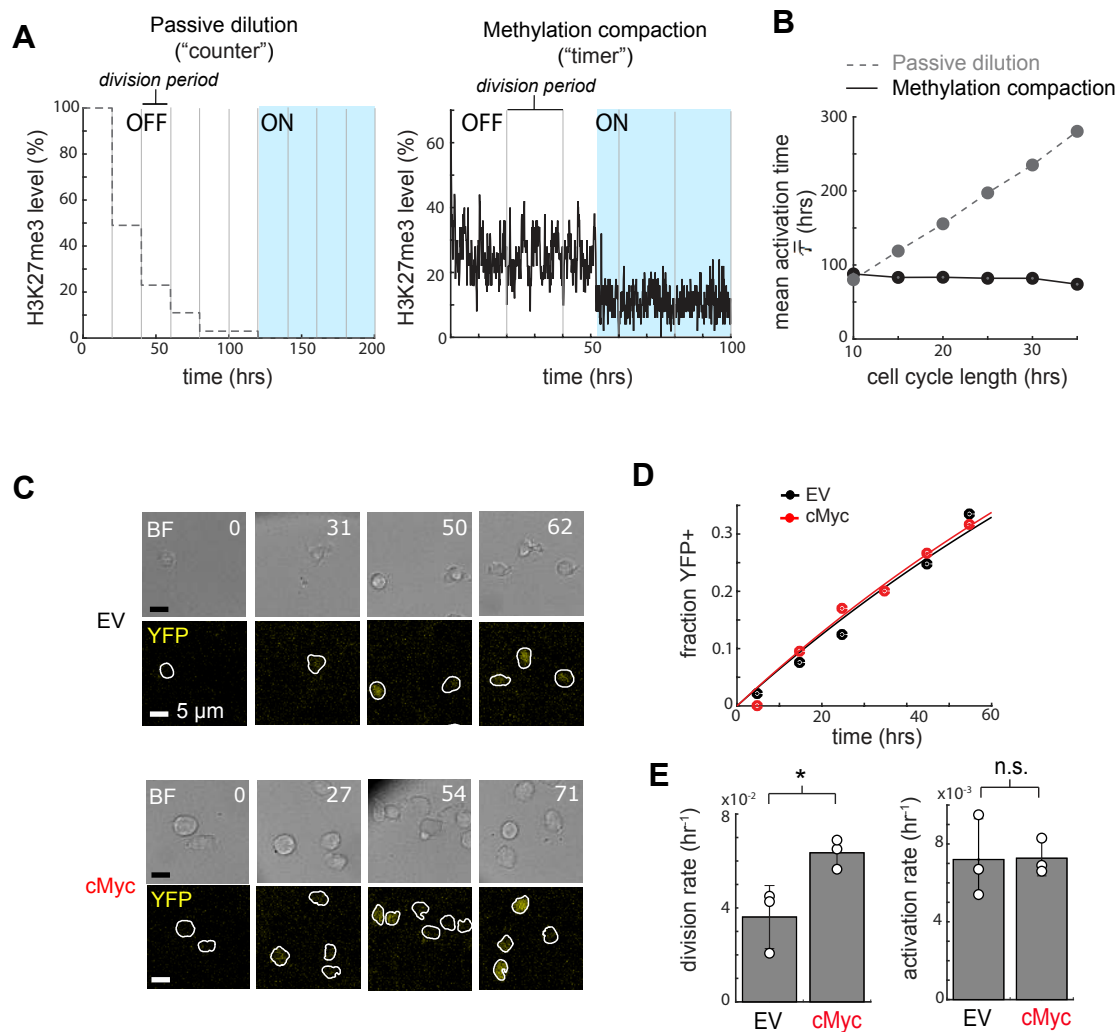 A
Passive dilution
(“counter”)
division period
OFF
ON
H3K27me3 level (%)
100
80
60
40
20
0
0
50
100
150
200
time (hrs)
Methylation compaction
(“timer”)
division period
OFF
ON
H3K27me3 level (%)
60
40
20
0
0
50
100
time (hrs)
B
Passive dilution
Methylation compaction
mean activation time
τ̅ (hrs)
300
200
100
0
10
20
30
cell cycle length (hrs)
C
EV
BF
0
31
50
62
YFP
5 µm
cMyc
BF
0
27
54
71
YFP
D
EV
cMyc
fraction YFP+
0.3
0.2
0.1
0
0
20
40
60
time (hrs)
E
*
x10⁻²
division rate (hr⁻¹)
8
4
0
EV
cMyc
n.s.
x10⁻³
activation rate (hr⁻¹)
8
4
0
EV
cMyc